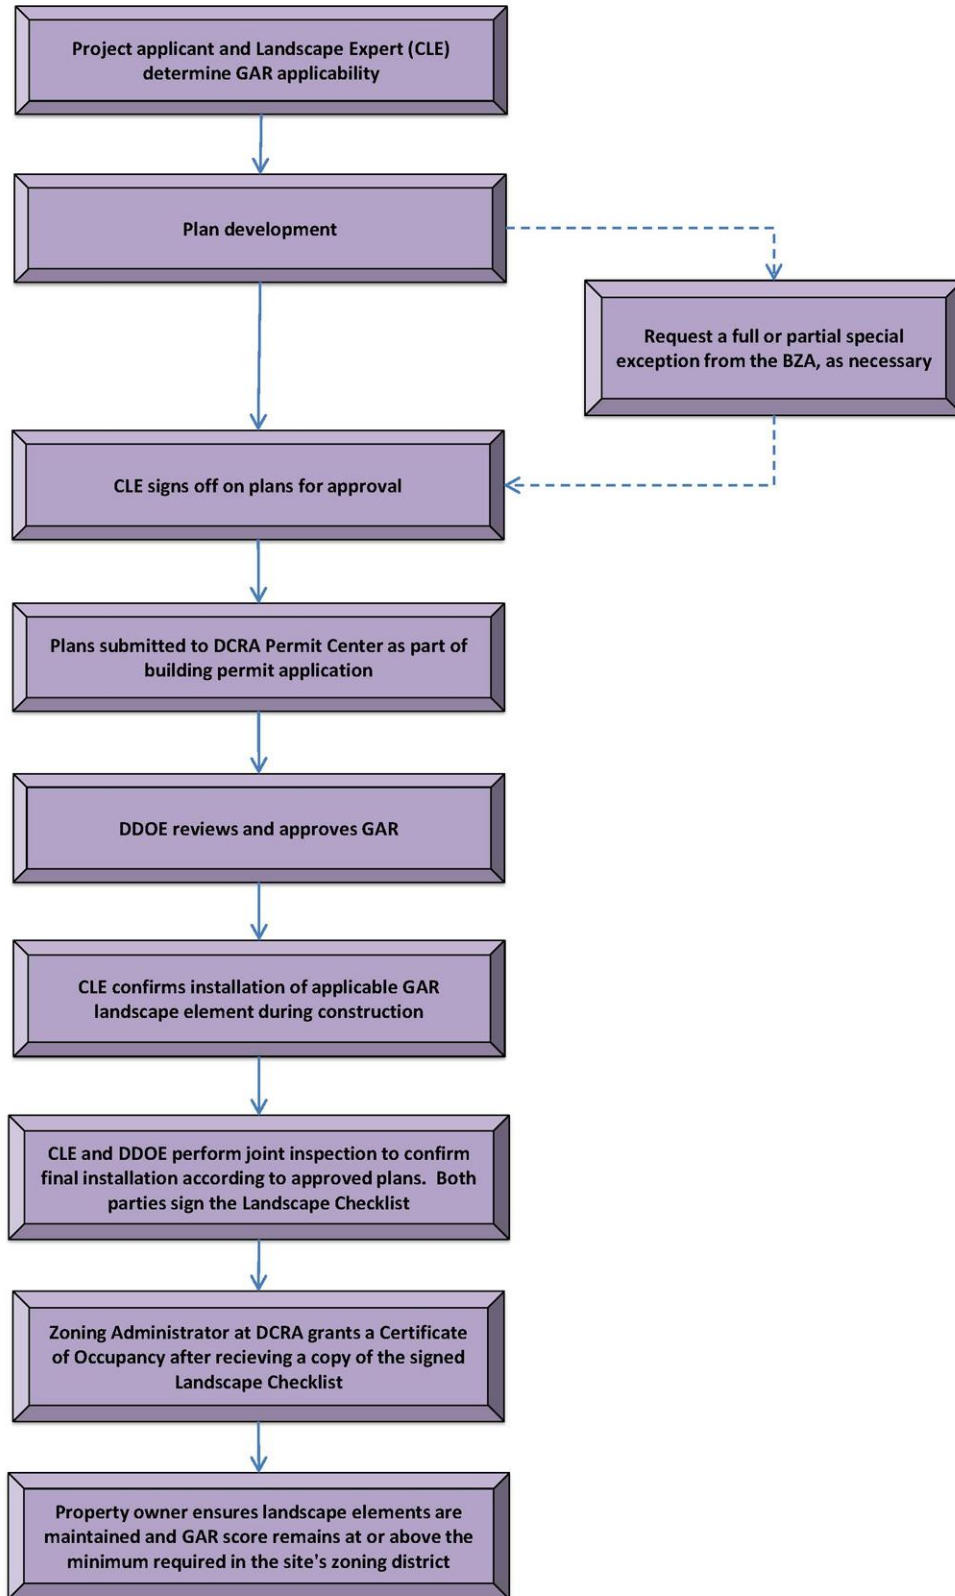 Project applicant and Landscape Expert (CLE)
determine GAR applicability
Plan development
Request a full or partial special
exception from the BZA, as necessary
CLE signs off on plans for approval
Plans submitted to DCRA Permit Center as part of
building permit application
DDOE reviews and approves GAR
CLE confirms installation of applicable GAR
landscape element during construction
CLE and DDOE perform joint inspection to confirm
final installation according to approved plans.  Both
parties sign the Landscape Checklist
Zoning Administrator at DCRA grants a Certificate
of Occupancy after recieving a copy of the signed
Landscape Checklist
Property owner ensures landscape elements are
maintained and GAR score remains at or above the
minimum required in the site's zoning district